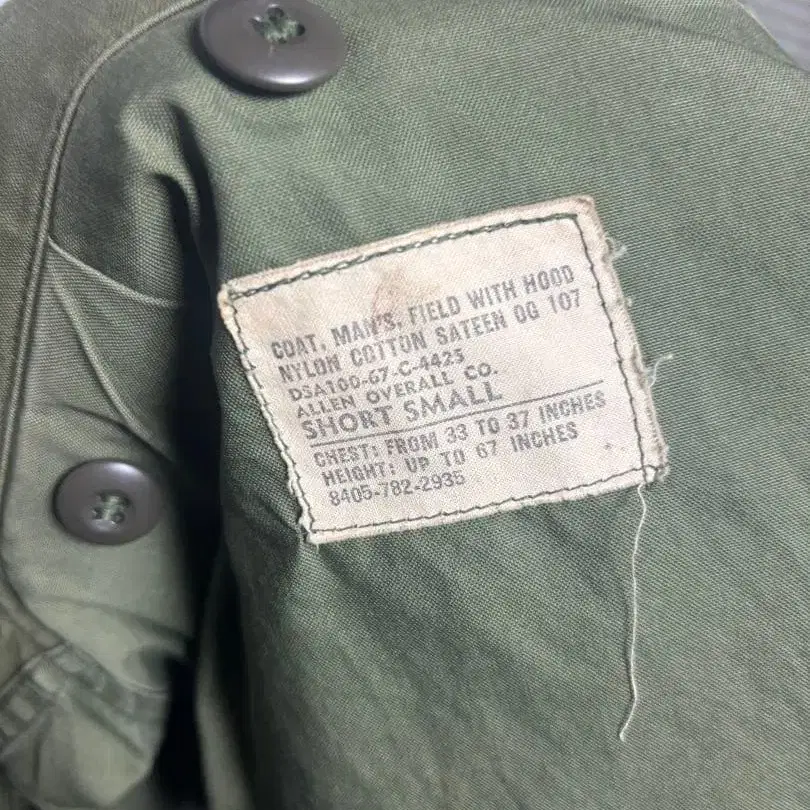 COAT, MAN'S, FIELD WITH HOOD
NYLON COTTON SATEEN OG 107
DSA100-67-C-4425
ALLEN OVERALL CO.
SHORT SMALL
CHEST: FROM 33 TO 37 INCHES
HEIGHT: UP TO 67 INCHES
8405-782-2935